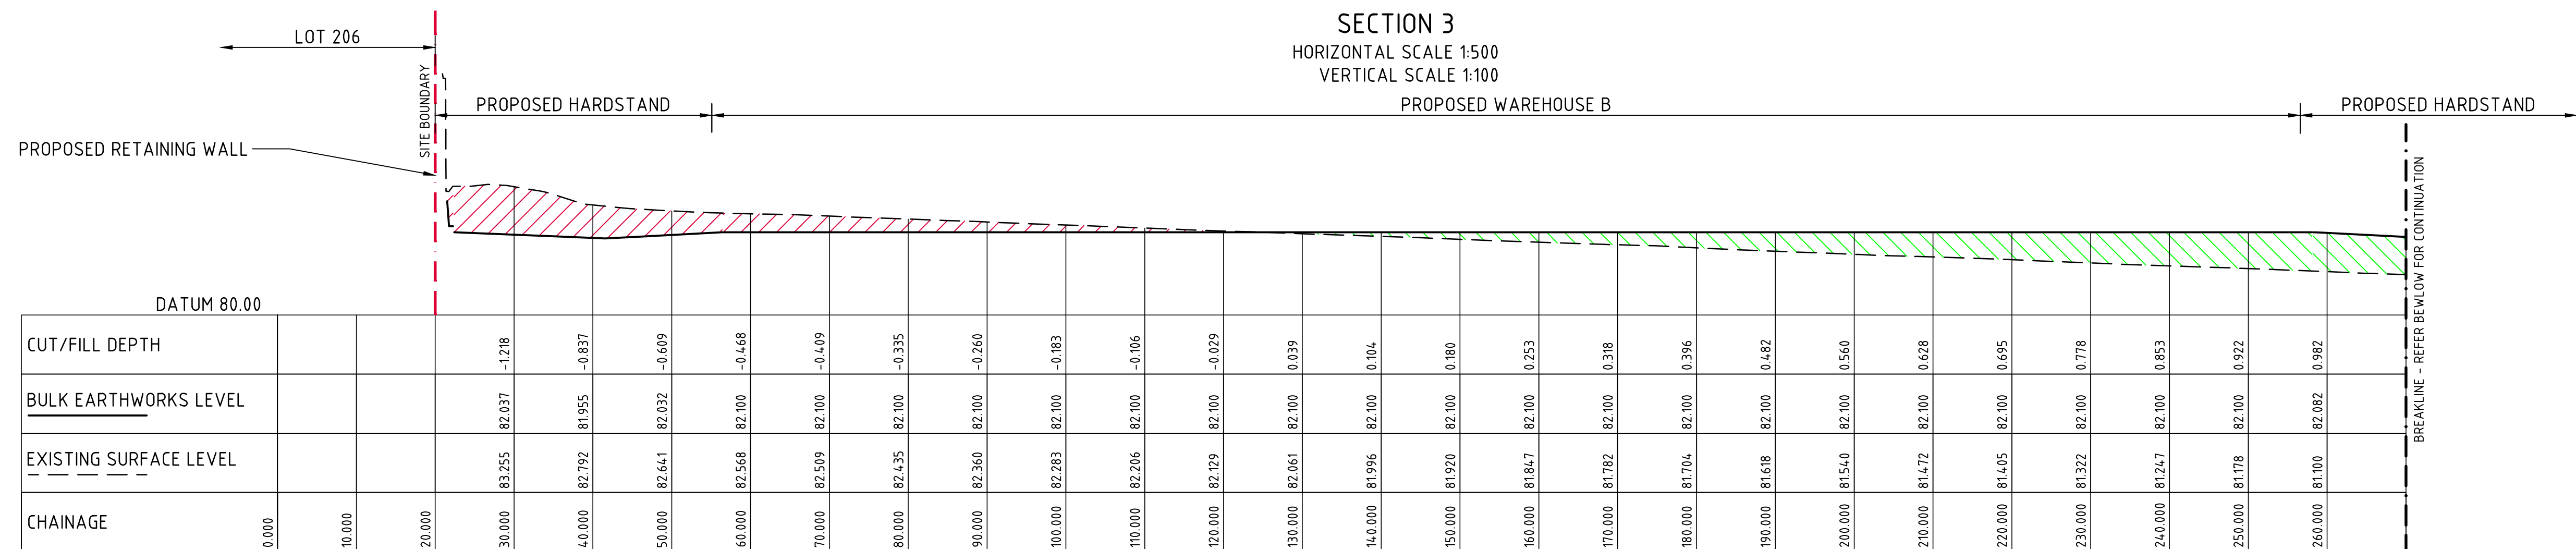 SECTION 3
HORIZONTAL SCALE 1:500
VERTICAL SCALE 1:100
LOT 206
SITE BOUNDARY
PROPOSED HARDSTAND
PROPOSED WAREHOUSE B
PROPOSED HARDSTAND
PROPOSED RETAINING WALL
BREAKLINE - REFER BEWLOW FOR CONTINUATION
DATUM 80.00
CUT/FILL DEPTH -1.218 -0.837 -0.609 -0.468 -0.409 -0.335 -0.260 -0.183 -0.106 -0.029 0.039 0.104 0.180 0.253 0.318 0.396 0.482 0.560 0.628 0.695 0.778 0.853 0.922 0.982
BULK EARTHWORKS LEVEL 82.037 81.955 82.032 82.100 82.100 82.100 82.100 82.100 82.100 82.100 82.100 82.100 82.100 82.100 82.100 82.100 82.100 82.100 82.100 82.100 82.100 82.100 82.100 82.082
EXISTING SURFACE LEVEL 83.255 82.792 82.641 82.568 82.509 82.435 82.360 82.283 82.206 82.129 82.061 81.996 81.920 81.847 81.782 81.704 81.618 81.540 81.472 81.405 81.322 81.247 81.178 81.100
CHAINAGE 0.000 10.000 20.000 30.000 40.000 50.000 60.000 70.000 80.000 90.000 100.000 110.000 120.000 130.000 140.000 150.000 160.000 170.000 180.000 190.000 200.000 210.000 220.000 230.000 240.000 250.000 260.000